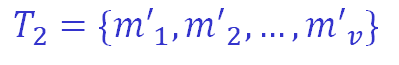 T₂ = {m′₁, m′₂, …, m′ᵥ}